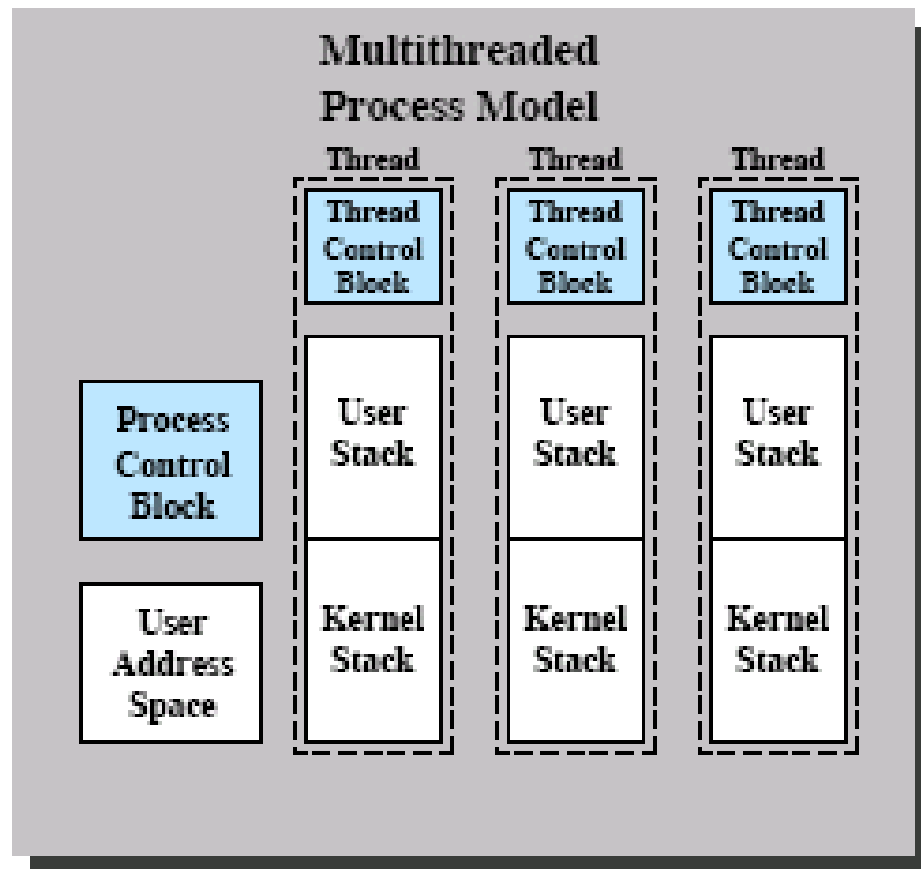 Multithreaded
Process Model
Thread
Thread
Control
Block
User
Stack
Kernel
Stack
Thread
Thread
Control
Block
User
Stack
Kernel
Stack
Thread
Thread
Control
Block
User
Stack
Kernel
Stack
Process
Control
Block
User
Address
Space